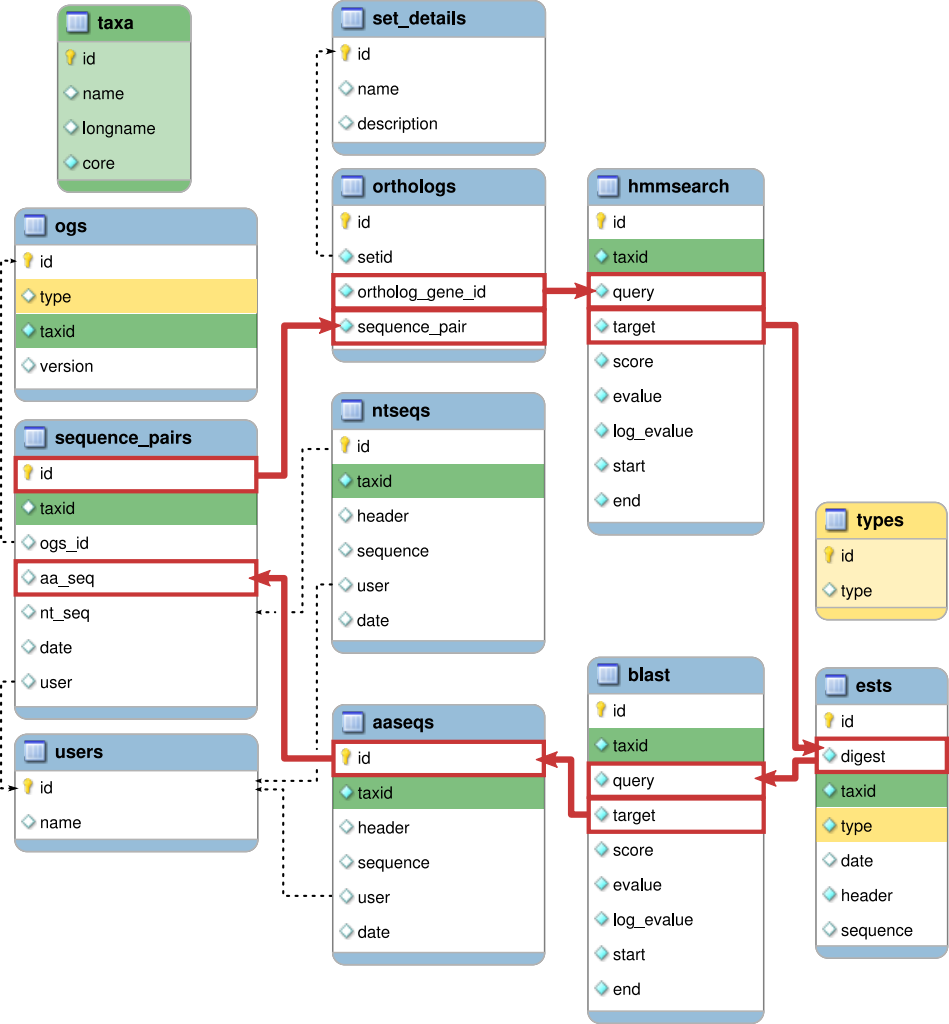 taxa
id
name
longname
core
set_details
id
name
description
ogs
id
type
taxid
version
orthologs
id
setid
ortholog_gene_id
sequence_pair
hmmsearch
id
taxid
query
target
score
evalue
log_evalue
start
end
sequence_pairs
id
taxid
ogs_id
aa_seq
nt_seq
date
user
ntseqs
id
taxid
header
sequence
user
date
types
id
type
users
id
name
aaseqs
id
taxid
header
sequence
user
date
blast
id
taxid
query
target
score
evalue
log_evalue
start
end
ests
id
digest
taxid
type
date
header
sequence